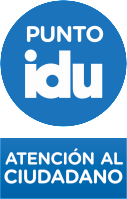 PUNTO
idu
ATENCIÓN AL
CIUDADANO